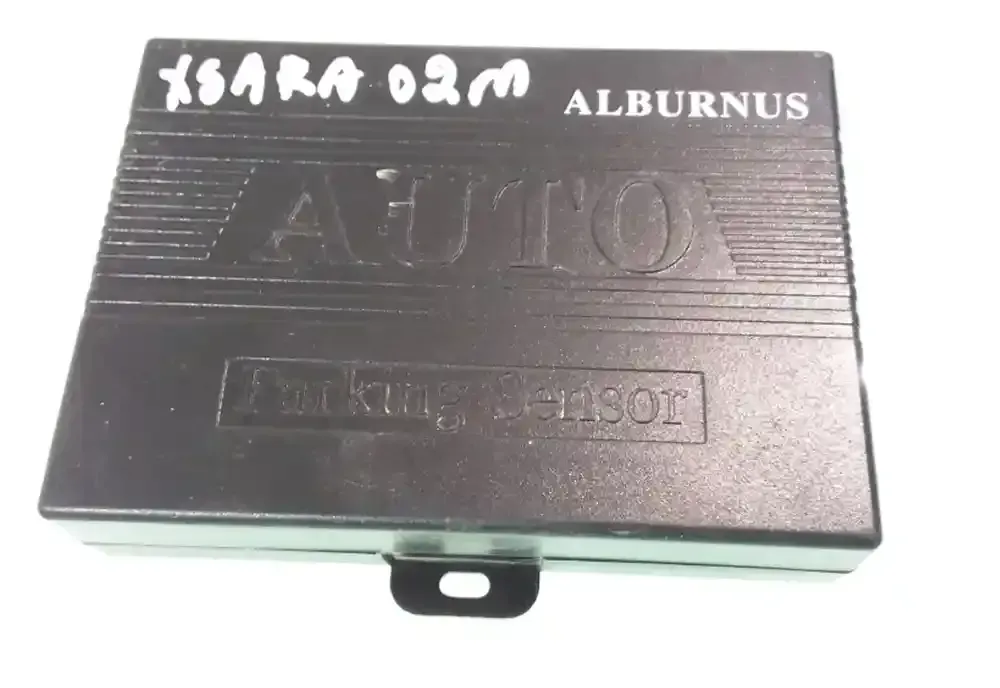 XSARA 02M
ALBURNUS
AUTO
Parking Sensor